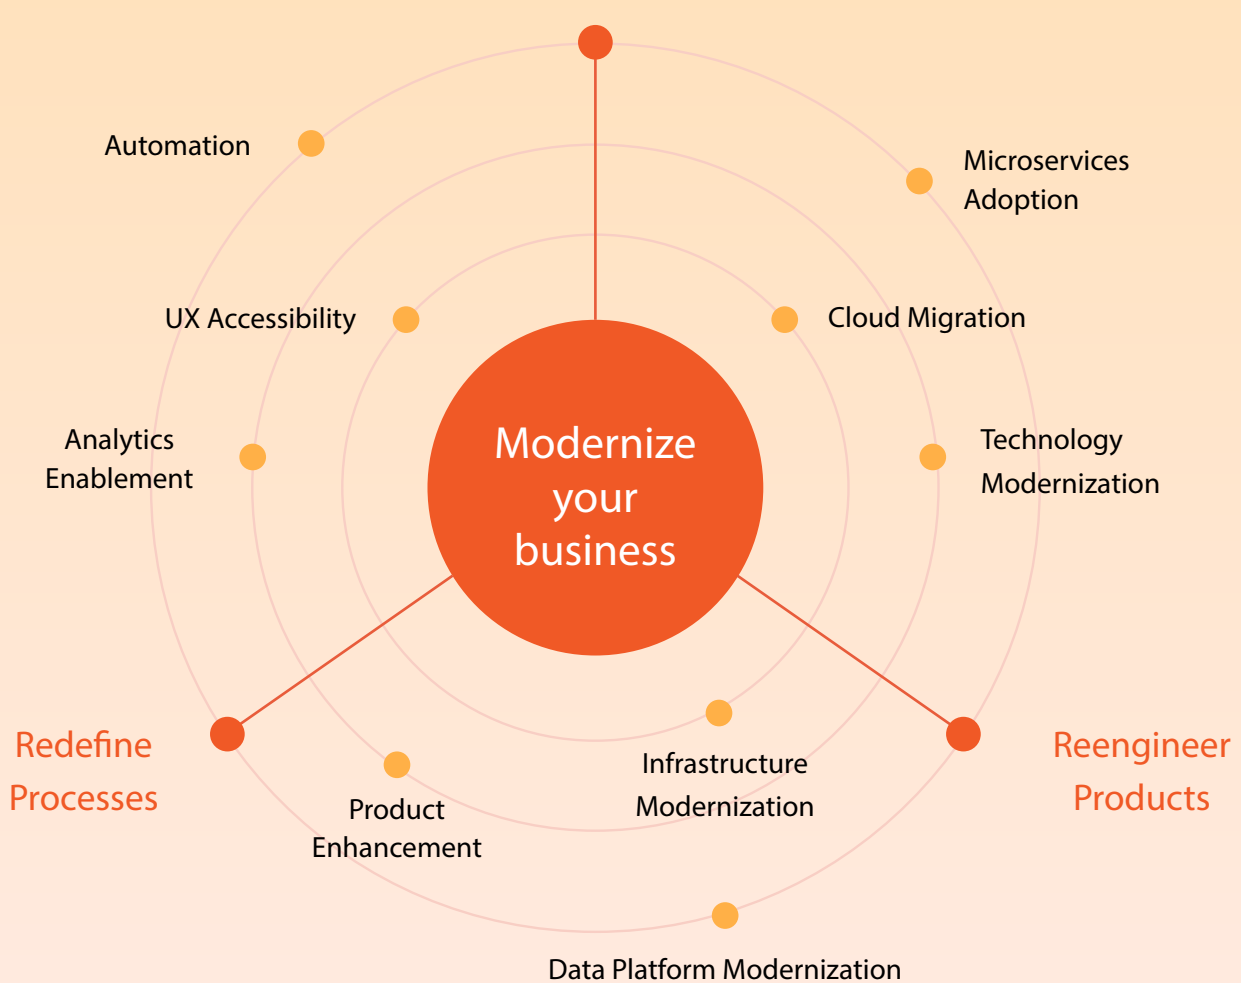 Automation
Microservices
Adoption
UX Accessibility
Cloud Migration
Analytics
Enablement
Modernize
your
business
Technology
Modernization
Redefine
Processes
Reengineer
Products
Infrastructure
Modernization
Product
Enhancement
Data Platform Modernization